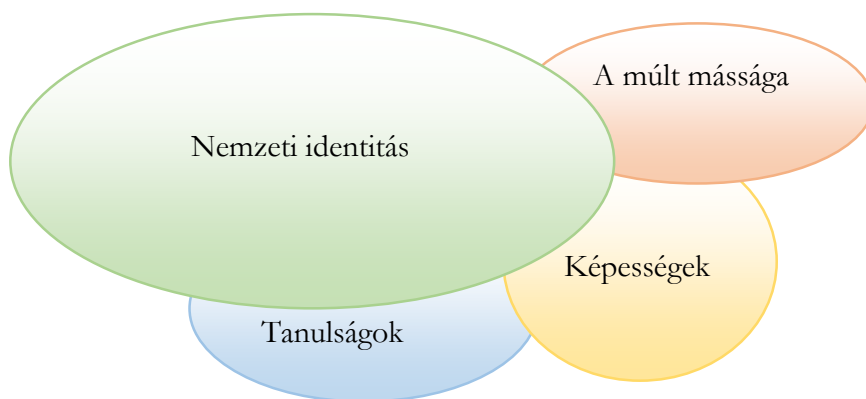 A múlt mássága
Nemzeti identitás
Képességek
Tanulságok